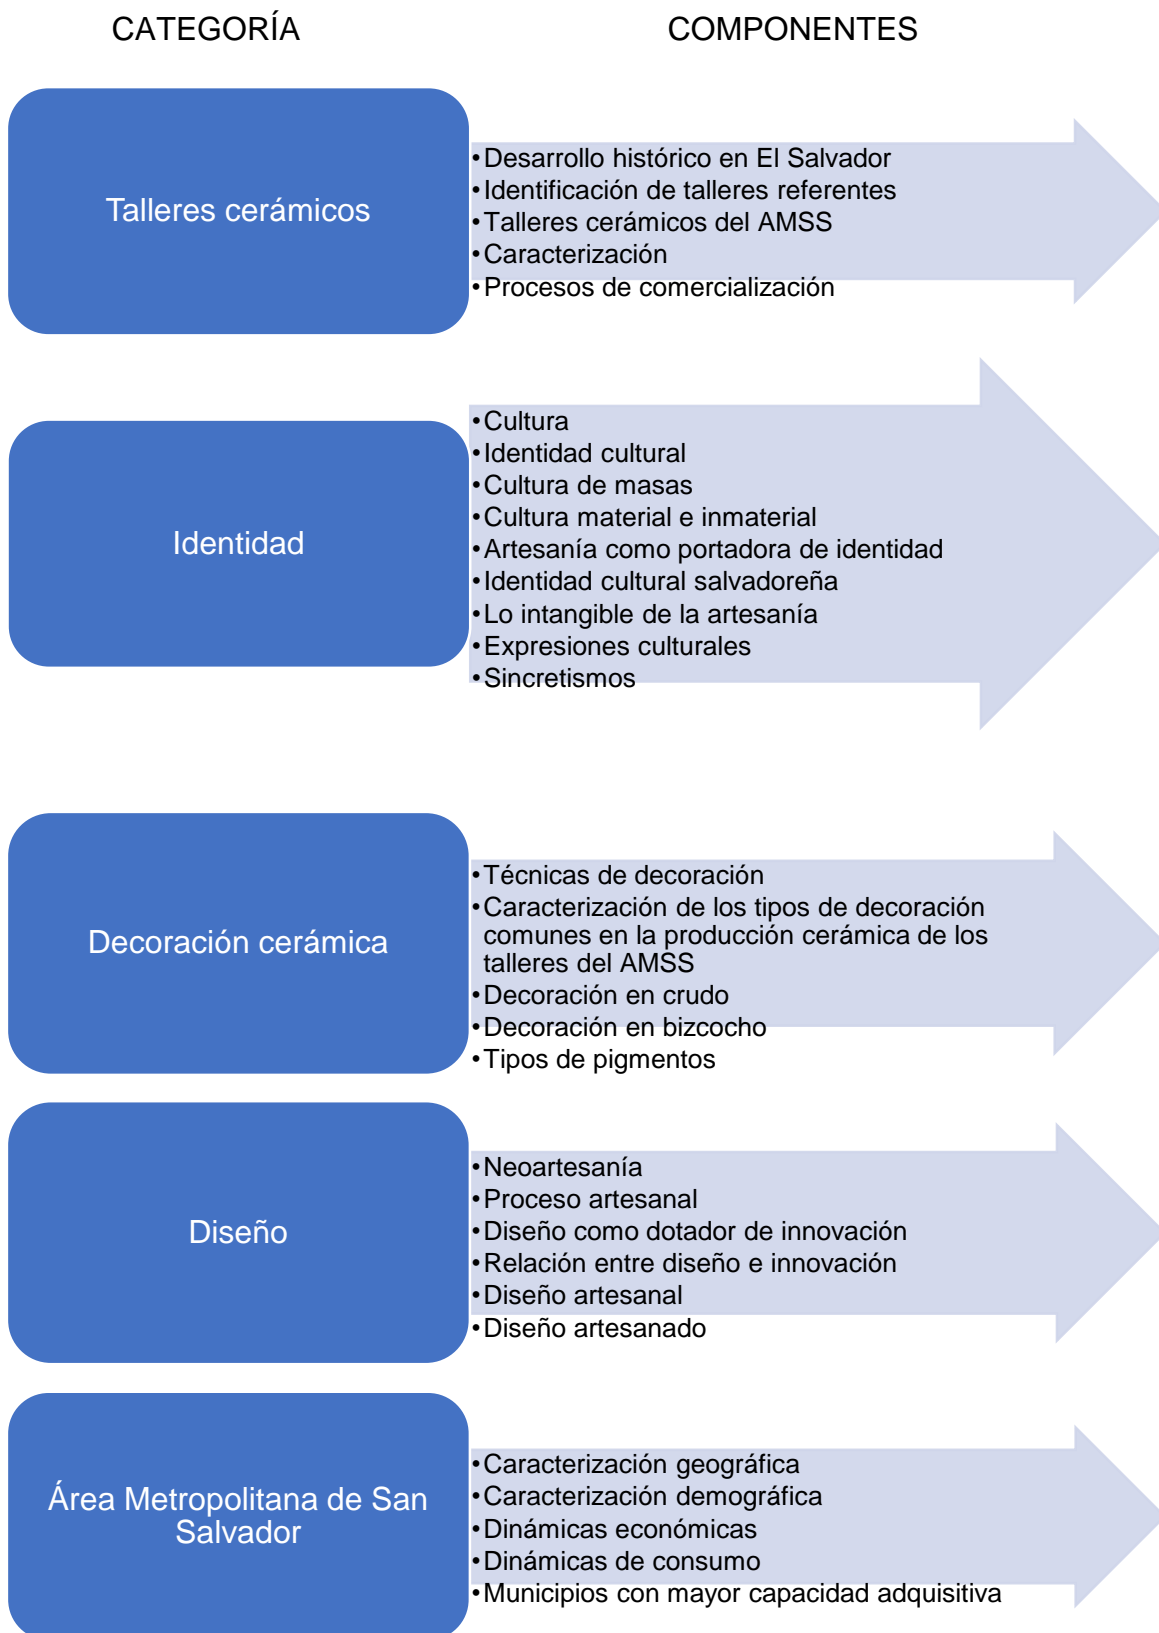 CATEGORÍA
COMPONENTES
Talleres cerámicos
•Desarrollo histórico en El Salvador
•Identificación de talleres referentes
•Talleres cerámicos del AMSS
•Caracterización
•Procesos de comercialización
Identidad
•Cultura
•Identidad cultural
•Cultura de masas
•Cultura material e inmaterial
•Artesanía como portadora de identidad
•Identidad cultural salvadoreña
•Lo intangible de la artesanía
•Expresiones culturales
•Sincretismos
Decoración cerámica
•Técnicas de decoración
•Caracterización de los tipos de decoración
comunes en la producción cerámica de los
talleres del AMSS
•Decoración en crudo
•Decoración en bizcocho
•Tipos de pigmentos
Diseño
•Neoartesanía
•Proceso artesanal
•Diseño como dotador de innovación
•Relación entre diseño e innovación
•Diseño artesanal
•Diseño artesanado
Área Metropolitana de San
Salvador
•Caracterización geográfica
•Caracterización demográfica
•Dinámicas económicas
•Dinámicas de consumo
•Municipios con mayor capacidad adquisitiva